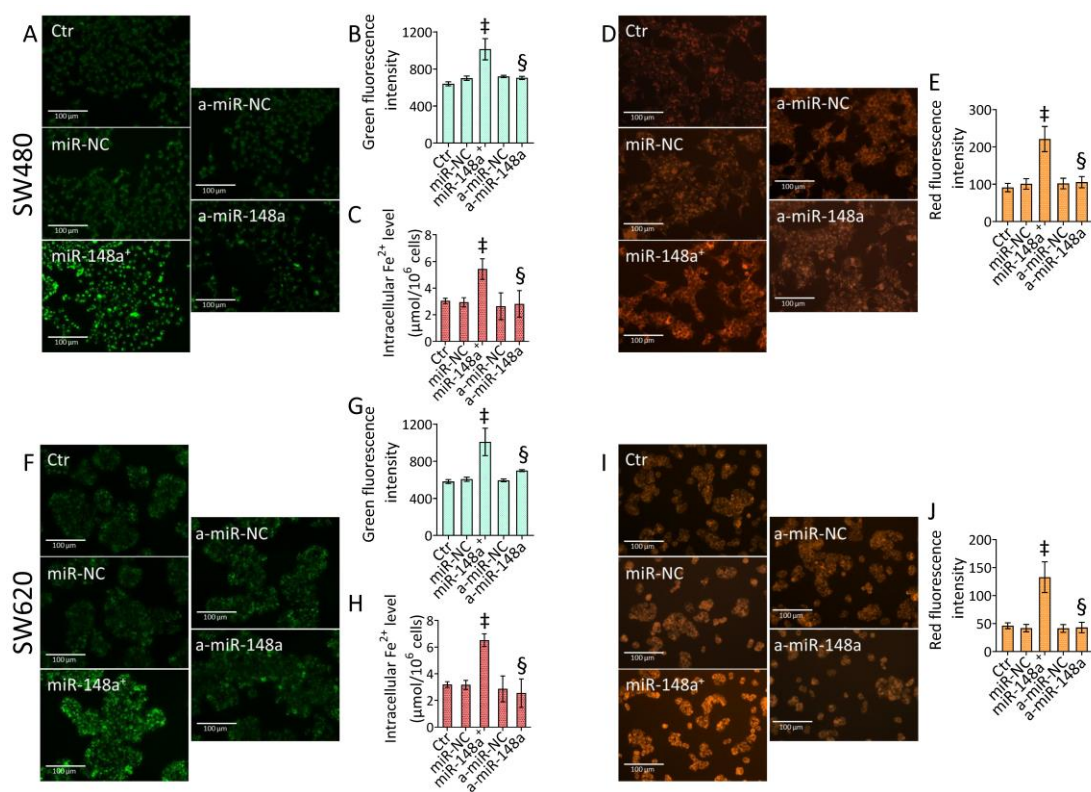 SW480
A
Ctr
100 µm
miR-NC
100 µm
miR-148a⁺
100 µm
a-miR-NC
100 µm
a-miR-148a
100 µm
B
Green fluorescence
intensity
1200
800
400
0
‡
§
Ctr
miR-NC
miR-148a⁺
a-miR-NC
a-miR-148a
C
Intracellular Fe²⁺ level
(µmol/10⁶ cells)
8
6
4
2
0
‡
§
Ctr
miR-NC
miR-148a⁺
a-miR-NC
a-miR-148a
D
Ctr
100 µm
miR-NC
100 µm
miR-148a⁺
100 µm
a-miR-NC
100 µm
a-miR-148a
100 µm
E
Red fluorescence
intensity
300
200
100
0
‡
§
Ctr
miR-NC
miR-148a⁺
a-miR-NC
a-miR-148a
SW620
F
Ctr
100 µm
miR-NC
100 µm
miR-148a⁺
100 µm
a-miR-NC
100 µm
a-miR-148a
100 µm
G
Green fluorescence
intensity
1200
800
400
0
‡
§
Ctr
miR-NC
miR-148a⁺
a-miR-NC
a-miR-148a
H
Intracellular Fe²⁺ level
(µmol/10⁶ cells)
8
6
4
2
0
‡
§
Ctr
miR-NC
miR-148a⁺
a-miR-NC
a-miR-148a
I
Ctr
100 µm
miR-NC
100 µm
miR-148a⁺
100 µm
a-miR-NC
100 µm
a-miR-148a
100 µm
J
Red fluorescence
intensity
200
150
100
50
0
‡
§
Ctr
miR-NC
miR-148a⁺
a-miR-NC
a-miR-148a